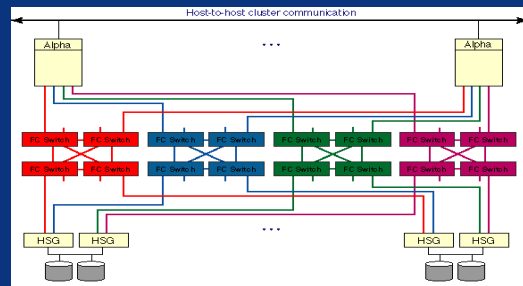 Host-to-host cluster communication
Alpha ... Alpha
FC Switch FC Switch FC Switch FC Switch FC Switch FC Switch FC Switch FC Switch
FC Switch FC Switch FC Switch FC Switch FC Switch FC Switch FC Switch FC Switch
...
HSG HSG HSG HSG